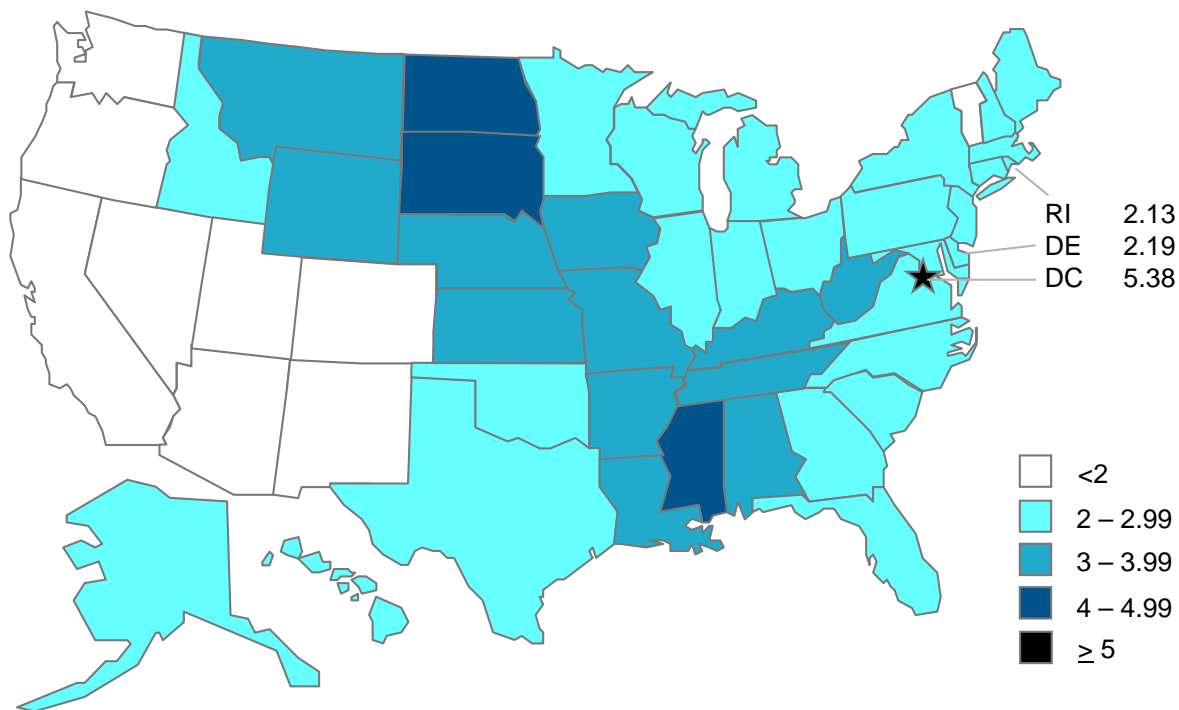 RI 2.13
DE 2.19
DC 5.38
<2
2 – 2.99
3 – 3.99
4 – 4.99
≥ 5